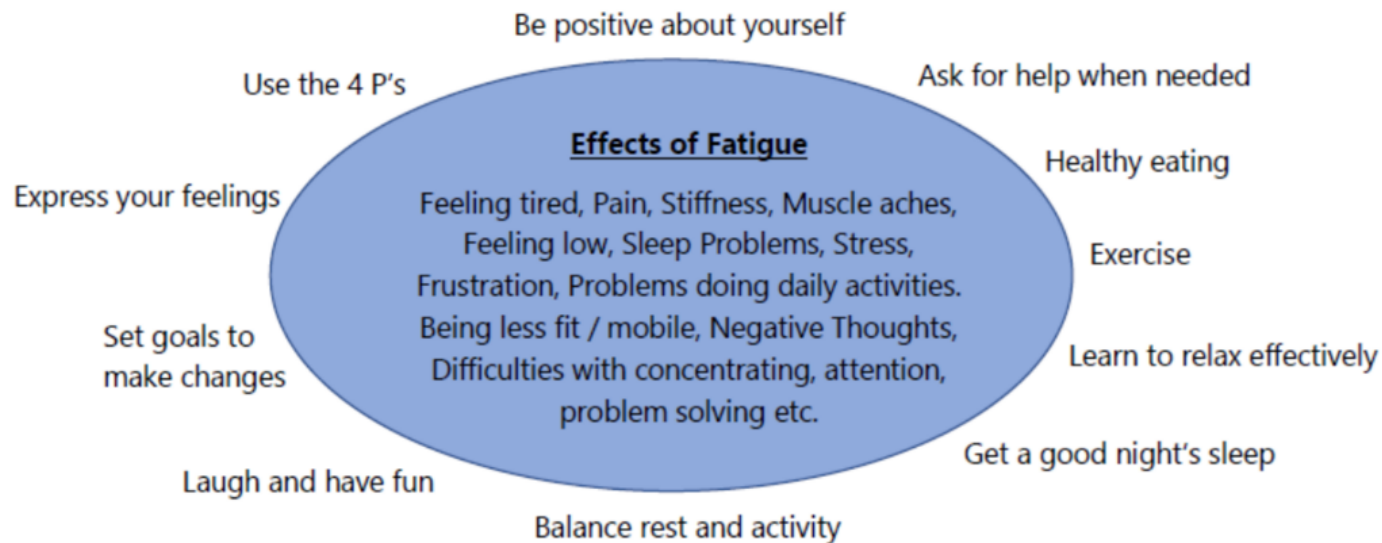 Be positive about yourself
Use the 4 P's
Ask for help when needed
Effects of Fatigue
Healthy eating
Express your feelings
Feeling tired, Pain, Stiffness, Muscle aches,
Feeling low, Sleep Problems, Stress,
Exercise
Frustration, Problems doing daily activities.
Being less fit / mobile, Negative Thoughts,
Set goals to
make changes
Learn to relax effectively
Difficulties with concentrating, attention,
problem solving etc.
Get a good night's sleep
Laugh and have fun
Balance rest and activity